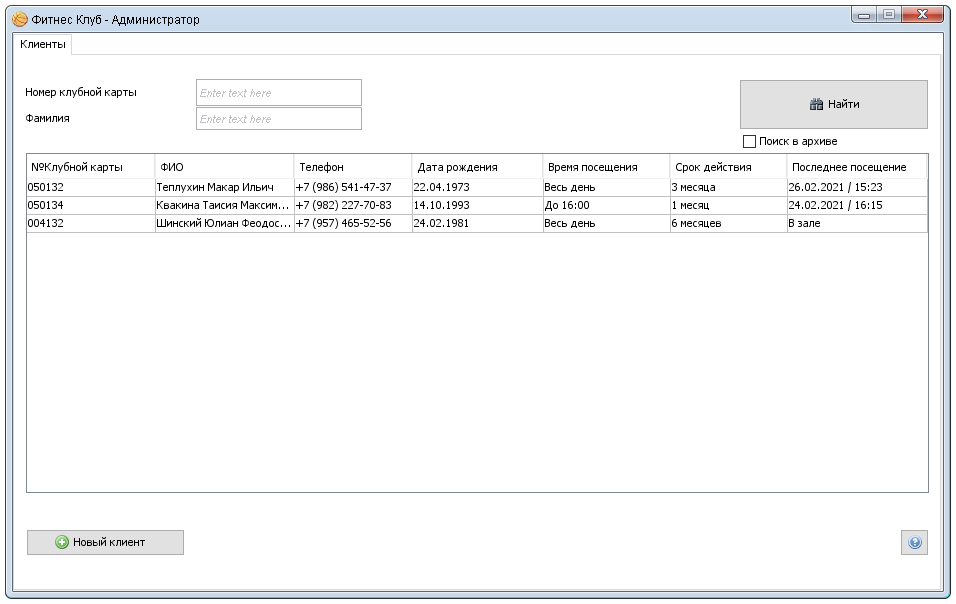 Фитнес Клуб - Администратор
Клиенты
Номер клубной карты Enter text here
Фамилия Enter text here
Найти
Поиск в архиве
№Клубной карты ФИО Телефон Дата рождения Время посещения Срок действия Последнее посещение
050132 Теплухин Макар Ильич +7 (986) 541-47-37 22.04.1973 Весь день 3 месяца 26.02.2021 / 15:23
050134 Квакина Таисия Максим... +7 (982) 227-70-83 14.10.1993 До 16:00 1 месяц 24.02.2021 / 16:15
004132 Шинский Юлиан Феодос... +7 (957) 465-52-56 24.02.1981 Весь день 6 месяцев В зале
Новый клиент